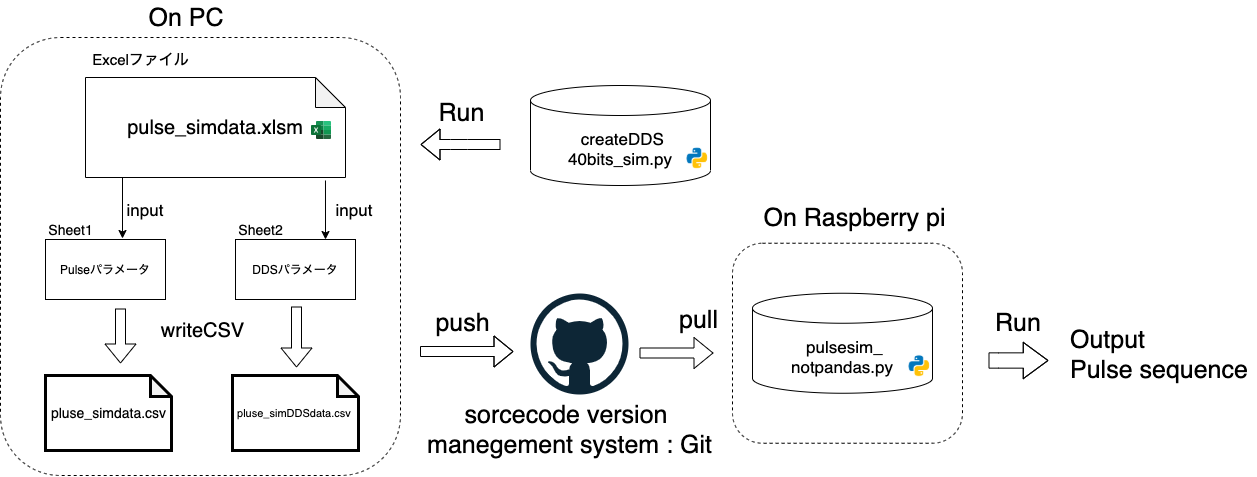 On PC
Excelファイル
pulse_simdata.xlsm
input
input
Sheet1
Sheet2
Pulseパラメータ
DDSパラメータ
writeCSV
pluse_simdata.csv
pluse_simDDSdata.csv
Run
createDDS
40bits_sim.py
push
sorcecode version
manegement system : Git
pull
On Raspberry pi
pulsesim_
notpandas.py
Run
Output
Pulse sequence